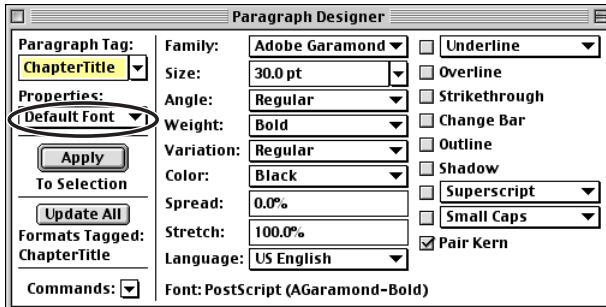 Paragraph Designer
Paragraph Tag:
ChapterTitle
Properties:
Default Font
Apply
To Selection
Update All
Formats Tagged:
ChapterTitle
Commands:
Family: Adobe Garamond
Size: 30.0 pt
Angle: Regular
Weight: Bold
Variation: Regular
Color: Black
Spread: 0.0%
Stretch: 100.0%
Language: US English
Font: PostScript (AGaramond-Bold)
Underline
Overline
Strikethrough
Change Bar
Outline
Shadow
Superscript
Small Caps
Pair Kern